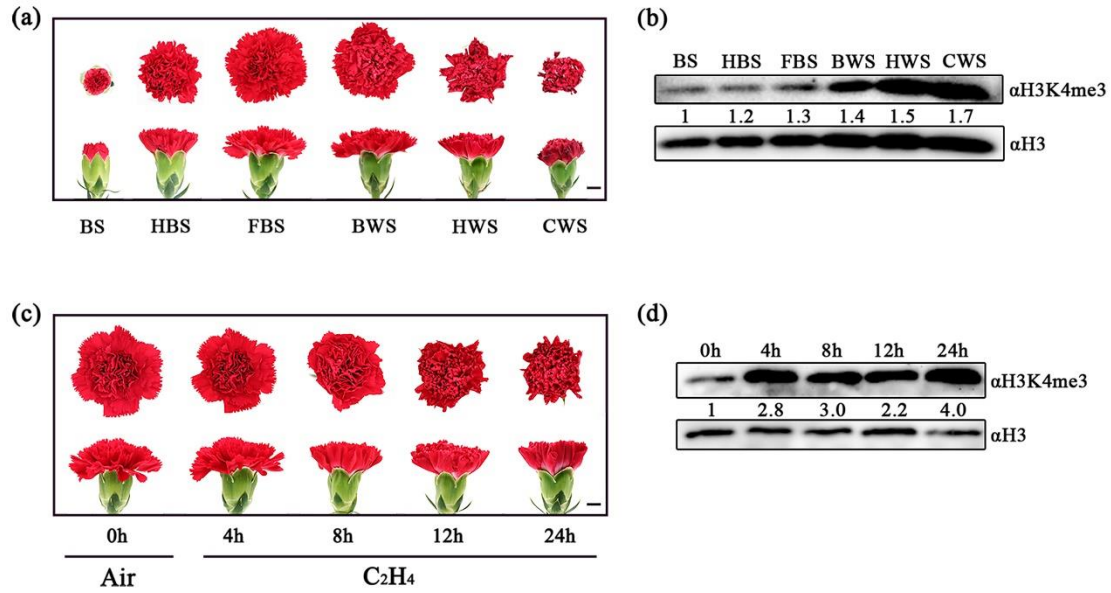 (a)
BS HBS FBS BWS HWS CWS
(b)
BS HBS FBS BWS HWS CWS
αH3K4me3
1 1.2 1.3 1.4 1.5 1.7
αH3
(c)
0h 4h 8h 12h 24h
Air C₂H₄
(d)
0h 4h 8h 12h 24h
αH3K4me3
1 2.8 3.0 2.2 4.0
αH3